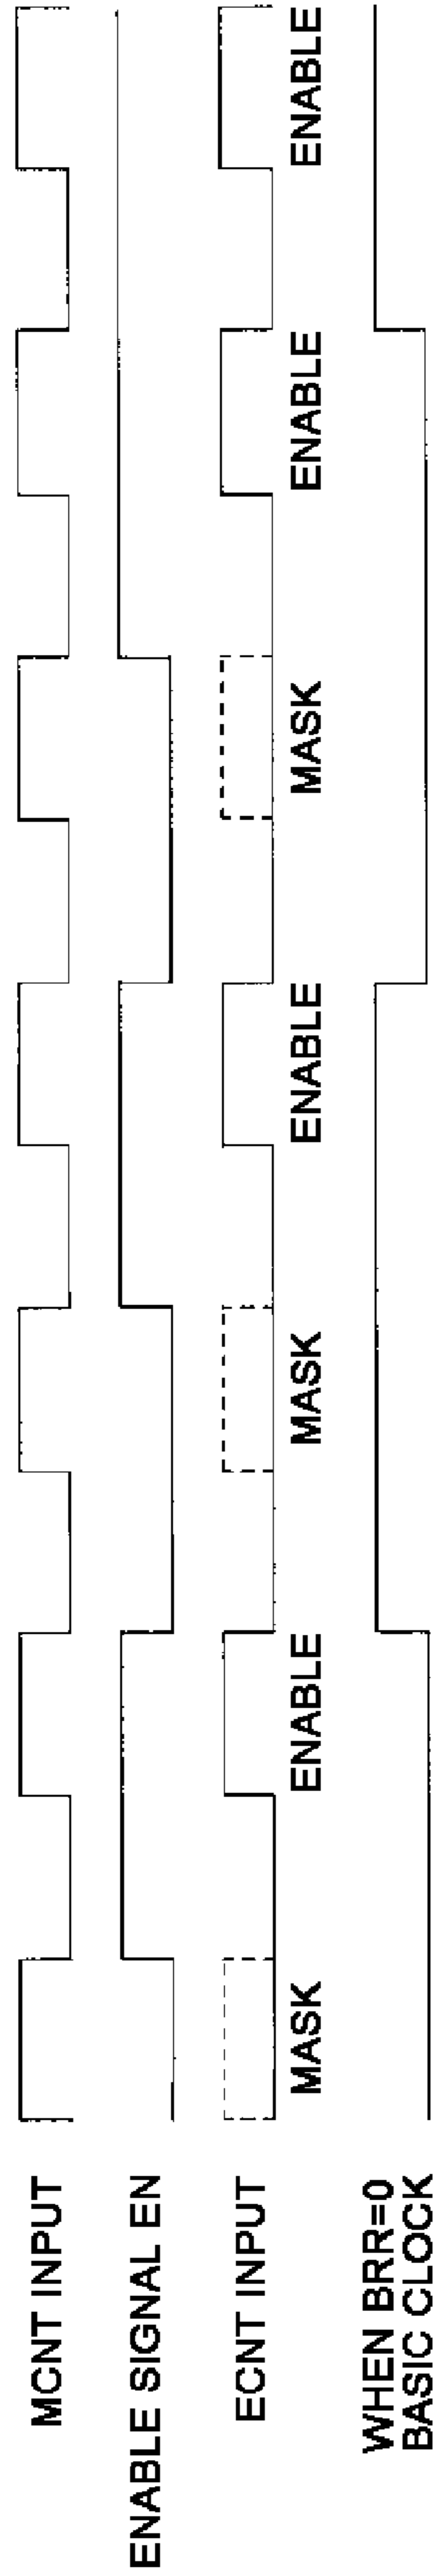 MCNT INPUT
ENABLE SIGNAL EN
ECNT INPUT
MASK ENABLE MASK ENABLE MASK ENABLE ENABLE
WHEN BRR=0
BASIC CLOCK